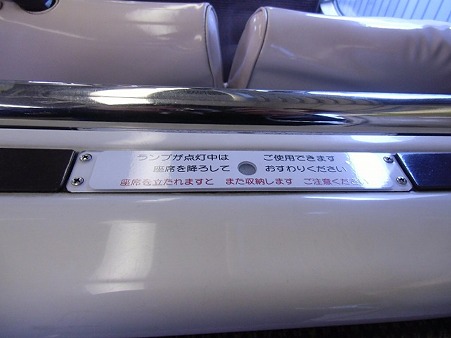 ランプが点灯中は ご使用できます
座席を降ろして おすわりください
座席を立たれますと また収納します ご注意ください